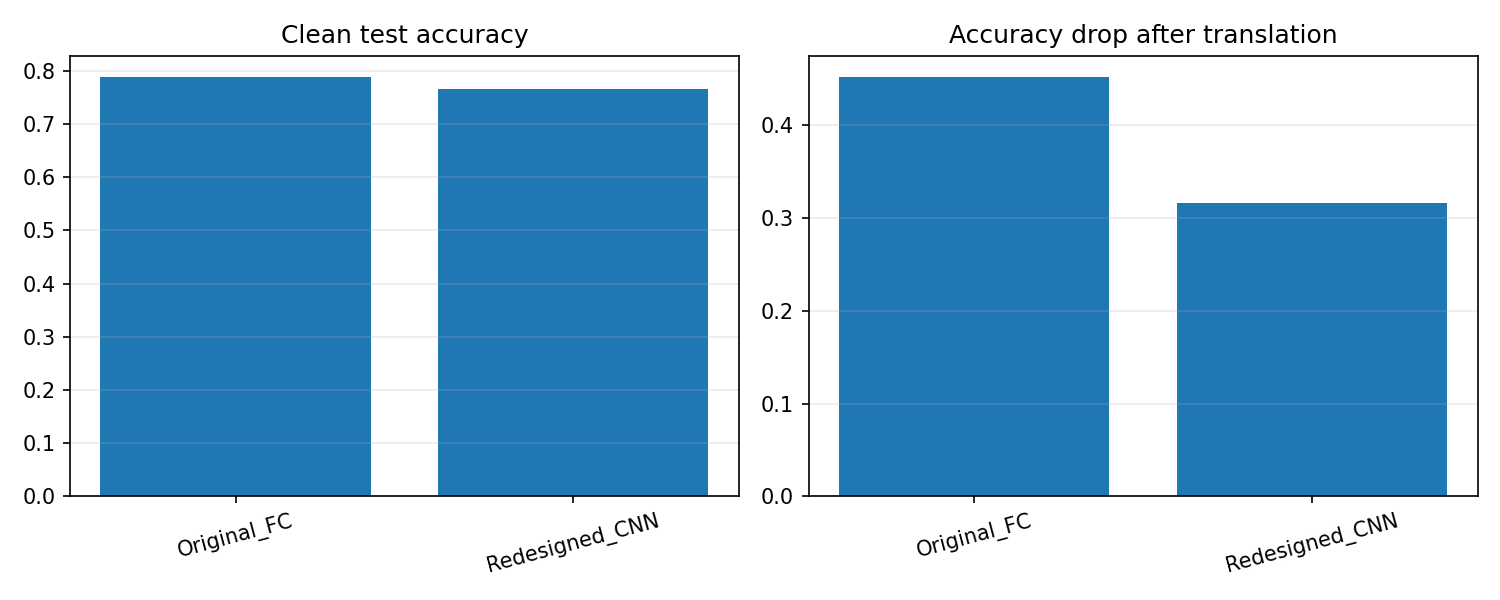 Clean test accuracy
0.8
0.7
0.6
0.5
0.4
0.3
0.2
0.1
0.0
Original_FC
Redesigned_CNN
Accuracy drop after translation
0.4
0.3
0.2
0.1
0.0
Original_FC
Redesigned_CNN